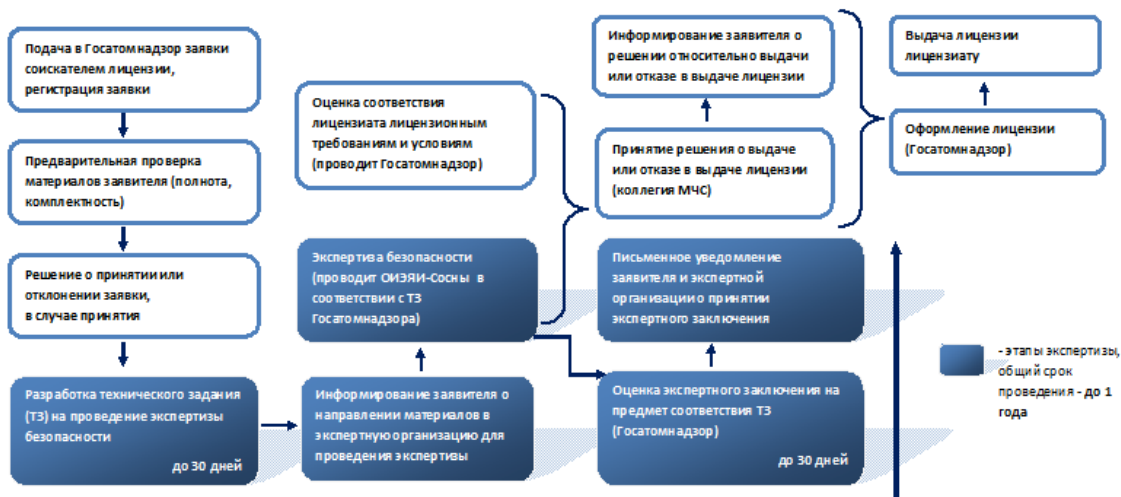 Подача в Госатомнадзор заявки
соискателем лицензии,
регистрация заявки
Предварительная проверка
материалов заявителя (полнота,
комплектность)
Решение о принятии или
отклонении заявки,
в случае принятия
Разработка технического задания
(ТЗ) на проведение экспертизы
безопасности
до 30 дней
Оценка соответствия
лицензиата лицензионным
требованиям и условиям
(проводит Госатомнадзор)
Экспертиза безопасности
(проводит ОИЭЯИ-Сосны в
соответствии с ТЗ
Госатомнадзора)
Информирование заявителя о
направлении материалов в
экспертную организацию для
проведения экспертизы
Информирование заявителя о
решении относительно выдачи
или отказе в выдаче лицензии
Принятие решения о выдаче
или отказе в выдаче лицензии
(коллегия МЧС)
Письменное уведомление
заявителя и экспертной
организации о принятии
экспертного заключения
Оценка экспертного заключения на
предмет соответствия ТЗ
(Госатомнадзор)
до 30 дней
Выдача лицензии
лицензиату
Оформление лицензии
(Госатомнадзор)
- этапы экспертизы,
общий срок
проведения - до 1
года